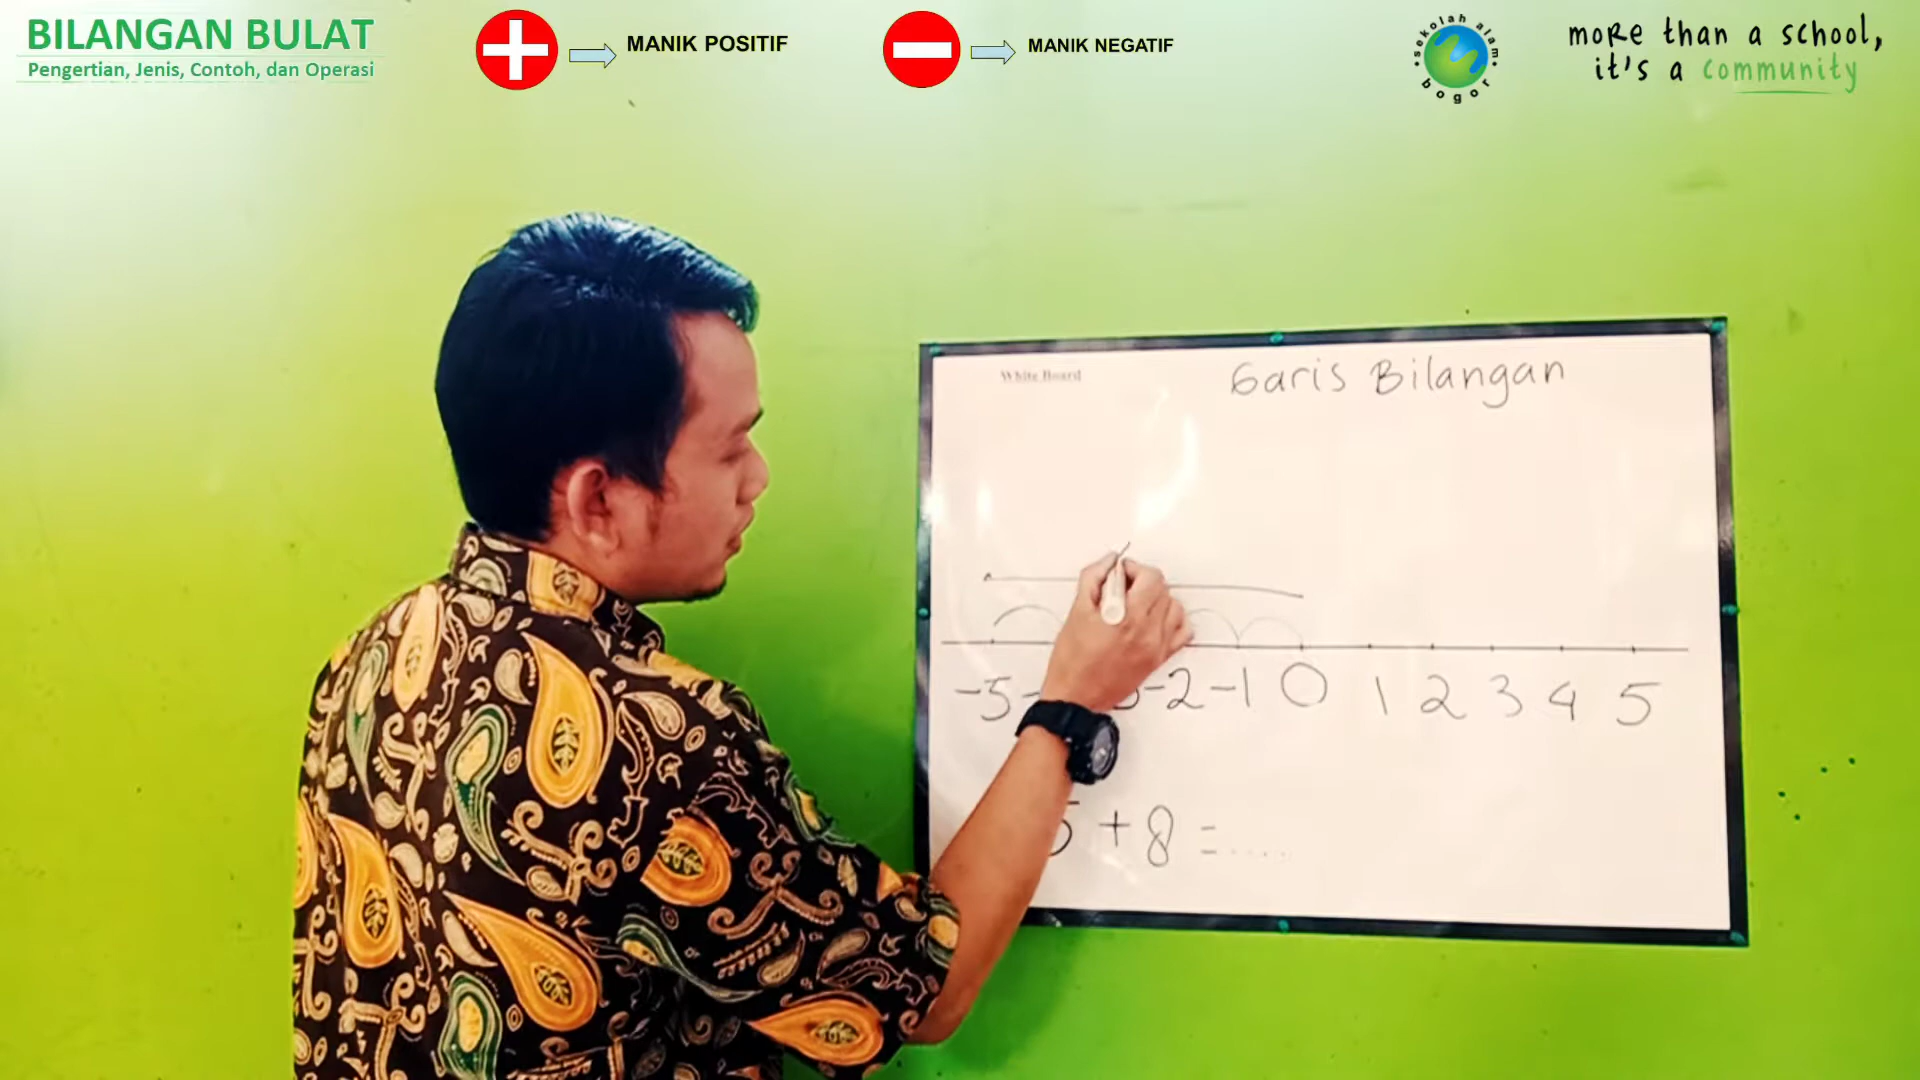 BILANGAN BULAT
Pengertian, Jenis, Contoh, dan Operasi
MANIK POSITIF
MANIK NEGATIF
sekolah alam
bogor
more than a school,
it's a community
White Board
Garis Bilangan
-5 - -2 -1 0 1 2 3 4 5
5 + 8 = .....